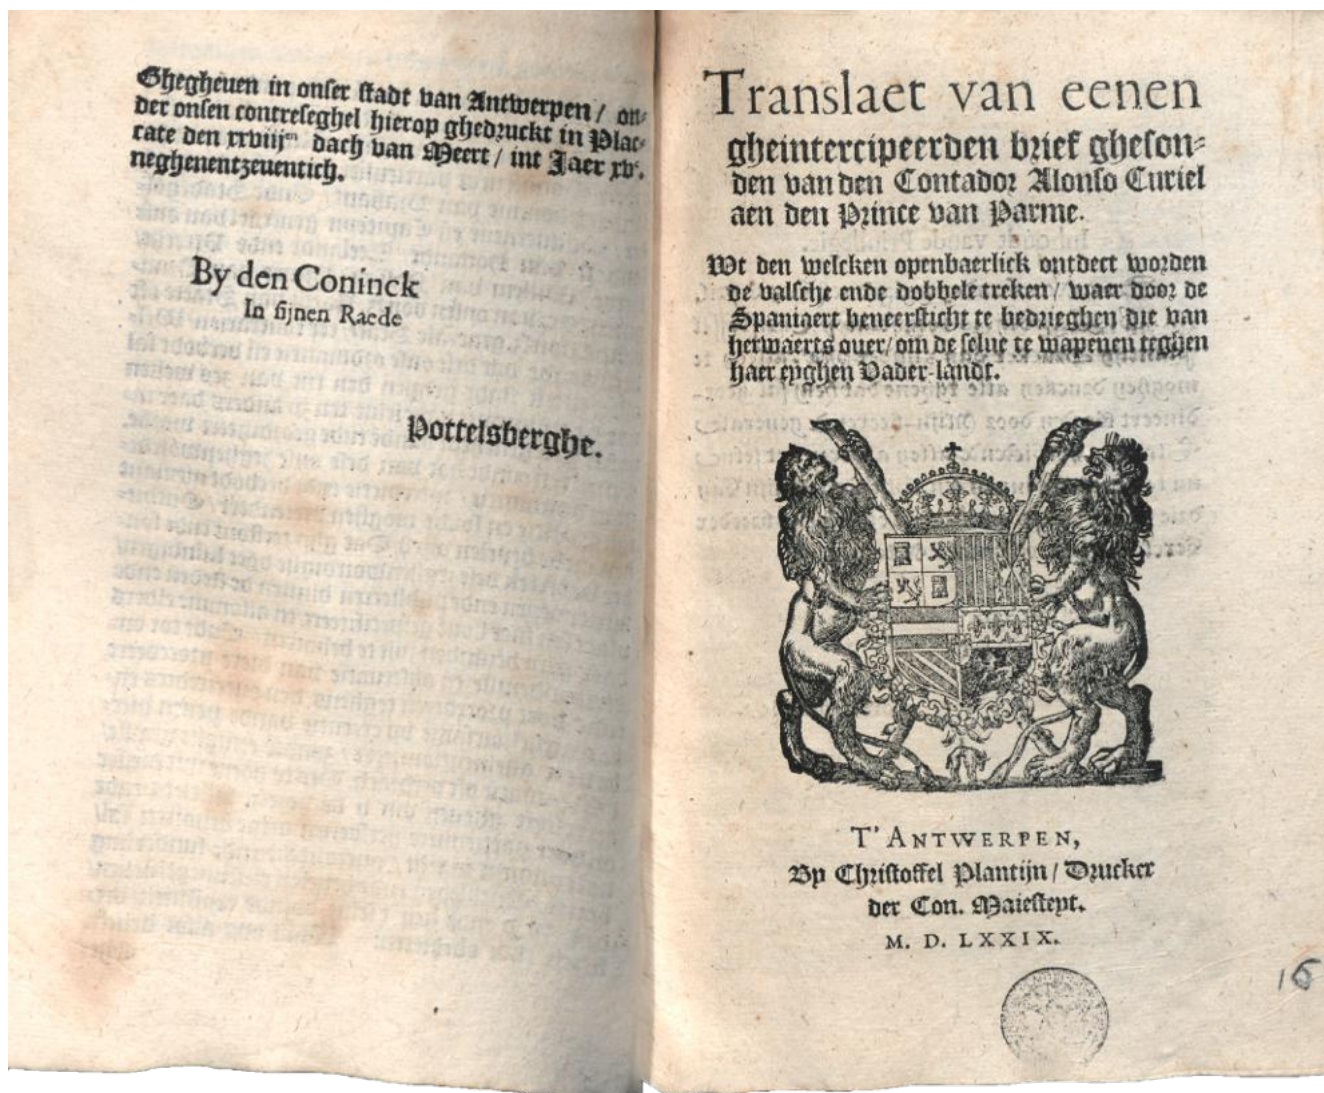 Ghegheuen in onser stadt van Antwerpen / on-
der onsen contreseghel hierop ghedruckt in Plac-
cate den xxviijen dach van Meert / int Jaer xvc.
neghenentzeuentich.
By den Coninck
In sijnen Raede
Pottelsberghe.
Translaet van eenen
gheintercipeerden brief gheson-
den van den Contador Alonso Curiel
aen den Prince van Parme.
Wt den welcken openbaerlick ontdect worden
de valsche ende dobbele treken / waer door de
Spaniaert beneersticht te bedrieghen die van
herwaerts ouer / om de selue te wapenen teghen
haer eyghen Vader-landt.
T'ANTWERPEN,
By Christoffel Plantijn / Drucker
der Con. Maiesteyt.
M. D. LXXIX.
16